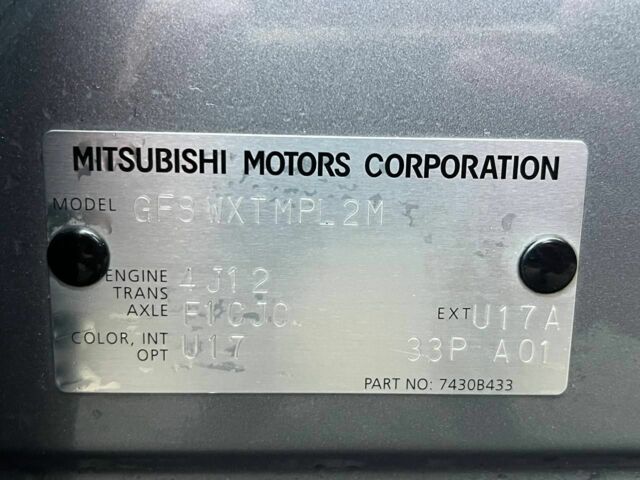 MITSUBISHI MOTORS CORPORATION
MODEL GF8WXTMPL2M
ENGINE 4J12
TRANS
AXLE F1CJC EXT U17A
COLOR, INT U17 33P A01
OPT
PART NO: 7430B433